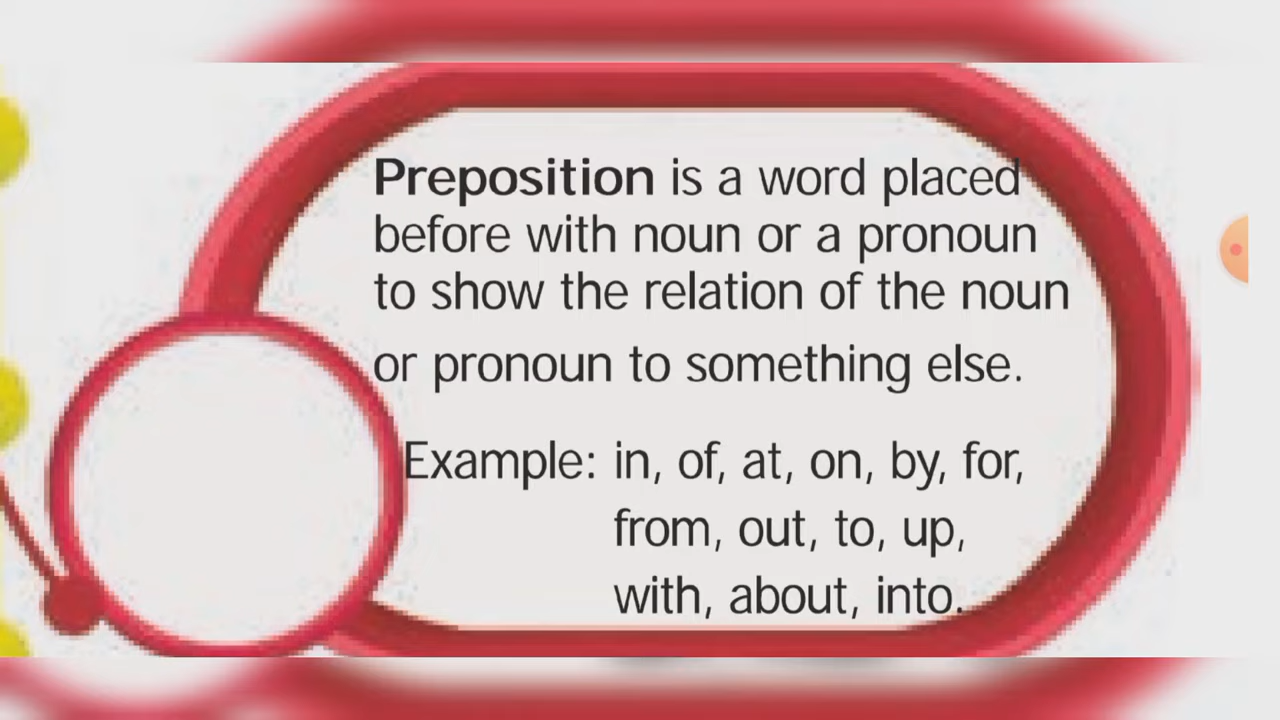 Preposition is a word placed
before with noun or a pronoun
to show the relation of the noun
or pronoun to something else.
Example: in, of, at, on, by, for,
from, out, to, up,
with, about, into.